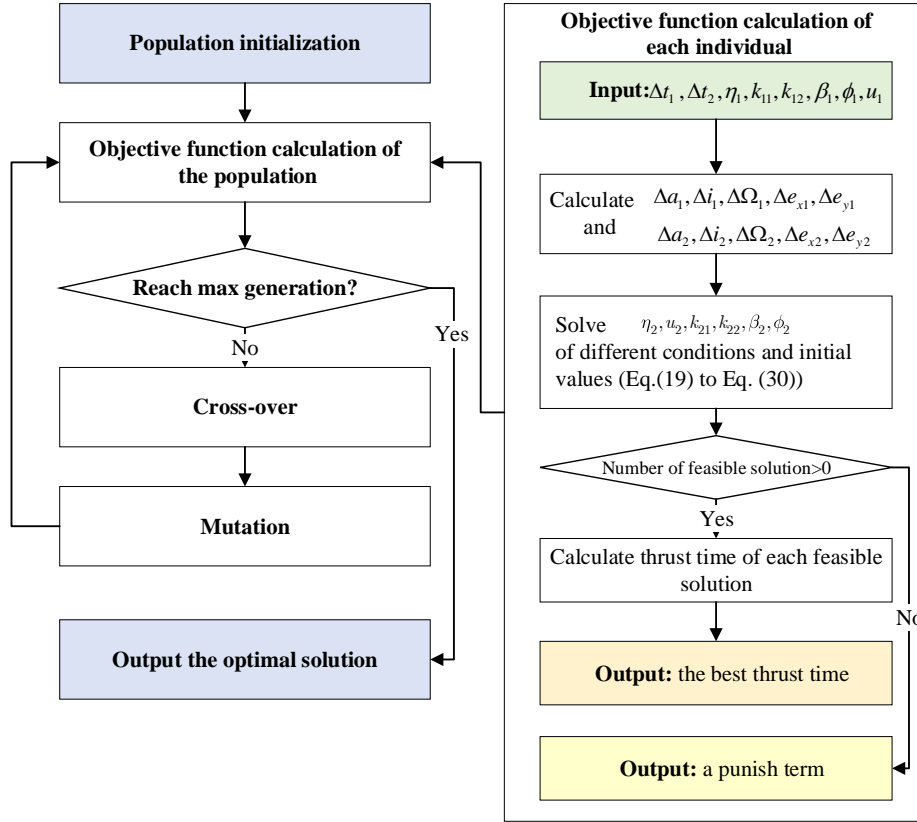 Population initialization
Objective function calculation of
the population
Reach max generation?
Yes
No
Cross-over
Mutation
Output the optimal solution
Objective function calculation of
each individual
Input:Δt₁ ,Δt₂,η₁,k₁₁,k₁₂,β₁,ϕ₁,u₁
Calculate Δa₁,Δi₁,ΔΩ₁,Δeₓ₁,Δe_y1
and Δa₂,Δi₂,ΔΩ₂,Δeₓ₂,Δe_y2
Solve η₂,u₂,k₂₁,k₂₂,β₂,ϕ₂
of different conditions and initial
values (Eq.(19) to Eq. (30))
Number of feasible solution>0
Yes
Calculate thrust time of each feasible
solution
No
Output: the best thrust time
Output: a punish term